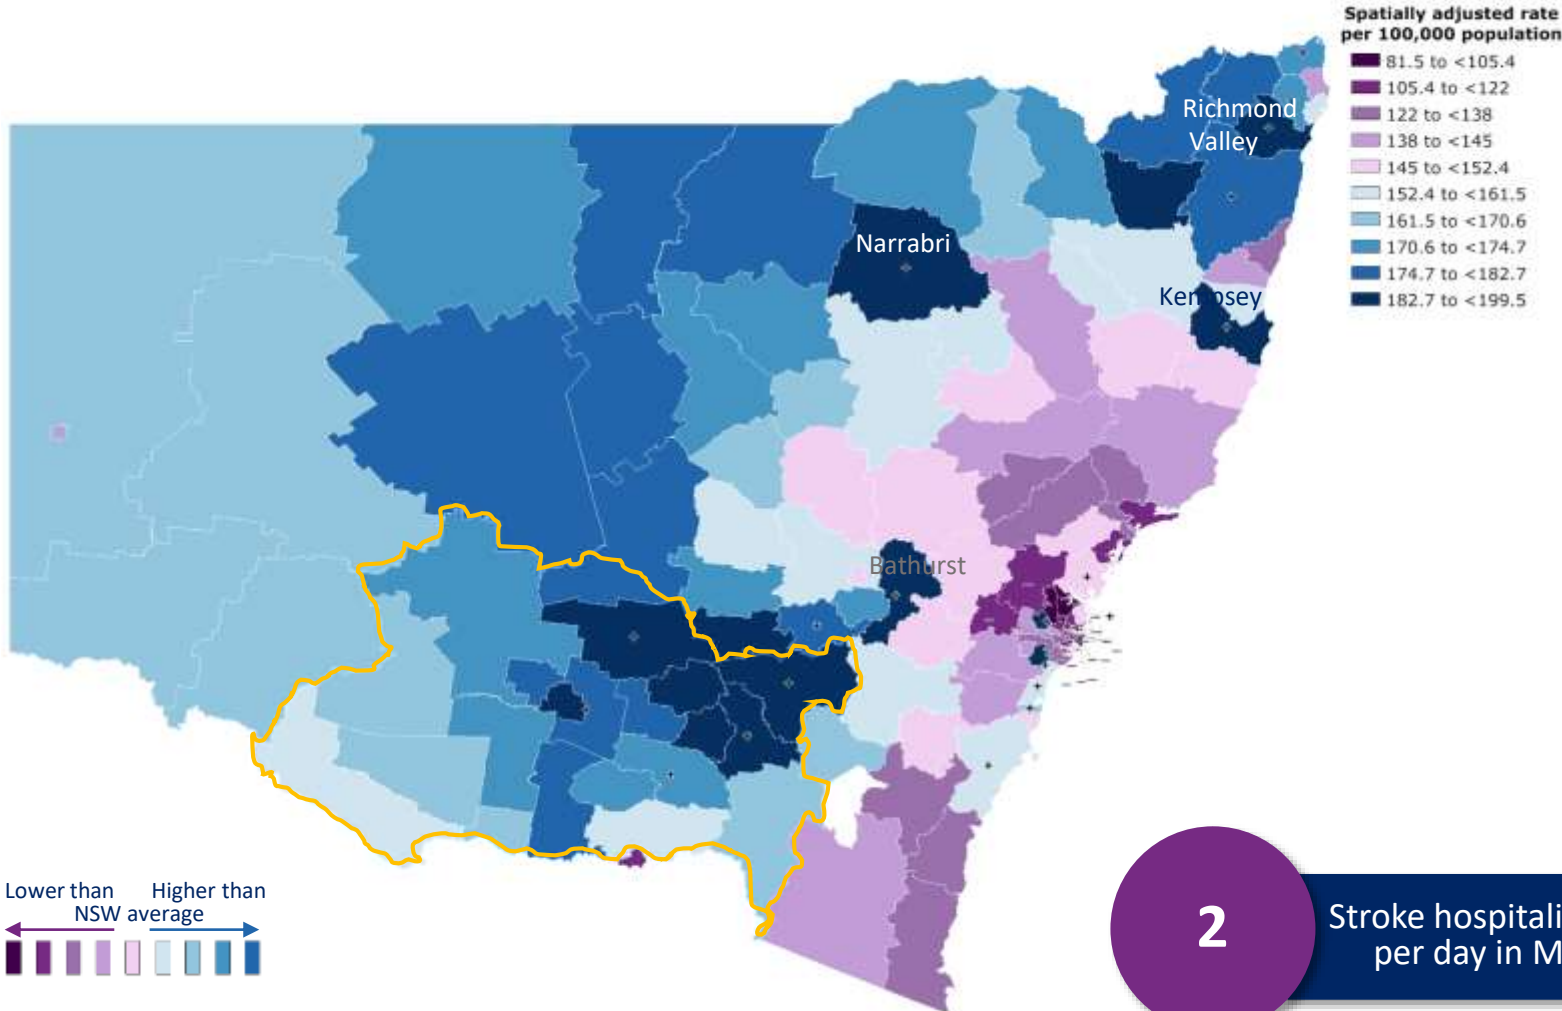 Spatially adjusted rate
per 100,000 population
81.5 to <105.4
105.4 to <122
122 to <138
138 to <145
145 to <152.4
152.4 to <161.5
161.5 to <170.6
170.6 to <174.7
174.7 to <182.7
182.7 to <199.5
Richmond
Valley
Narrabri
Kempsey
Bathurst
Lower than
Higher than
NSW average
2
Stroke hospitali
per day in M